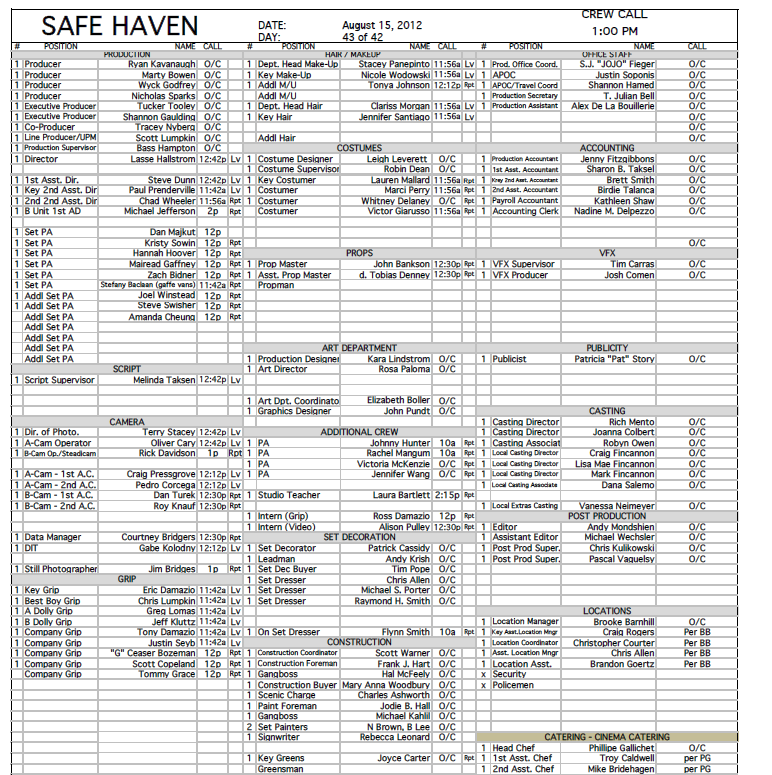 SAFE HAVEN
DATE: August 15, 2012
DAY: 43 of 42
CREW CALL
1:00 PM
# POSITION NAME CALL
PRODUCTION
1 Producer Ryan Kavanaugh O/C
1 Producer Marty Bowen O/C
1 Producer Wyck Godfrey O/C
1 Producer Nicholas Sparks O/C
1 Executive Producer Tucker Tooley O/C
1 Executive Producer Shannon Gaulding O/C
1 Co-Producer Tracey Nyberg O/C
1 Line Producer/UPM Scott Lumpkin O/C
1 Production Supervisor Bass Hampton O/C
1 Director Lasse Hallstrom 12:42p Lv
1 1st Asst. Dir. Steve Dunn 12:42p Lv
1 Key 2nd Asst. Dir Paul Prenderville 11:42a Lv
1 2nd 2nd Asst. Dir Chad Wheeler 11:56a Rpt
1 B Unit 1st AD Michael Jefferson 2p Rpt
1 Set PA Dan Majkut 12p
1 Set PA Kristy Sowin 12p Rpt
1 Set PA Hannah Hoover 12p Rpt
1 Set PA Mairead Gaffney 12p Rpt
1 Set PA Zach Bidner 12p Rpt
1 Set PA Stefany Baclaan (gaffe vans) 11:42a Rpt
1 Addl Set PA Joel Winstead 12p Rpt
1 Addl Set PA Steve Swisher 12p Rpt
1 Addl Set PA Amanda Cheung 12p Rpt
Addl Set PA
Addl Set PA
Addl Set PA
Addl Set PA
SCRIPT
1 Script Supervisor Melinda Taksen 12:42p Lv
CAMERA
1 Dir. of Photo. Terry Stacey 12:42p Lv
1 A-Cam Operator Oliver Cary 12:42p Lv
1 B-Cam Op./Steadicam Rick Davidson 1p Rpt
1 A-Cam - 1st A.C. Craig Pressgrove 12:12p Lv
1 A-Cam - 2nd A.C. Pedro Corcega 12:12p Lv
1 B-Cam - 1st A.C. Dan Turek 12:30p Rpt
1 B-Cam - 2nd A.C. Roy Knauf 12:30p Rpt
1 Data Manager Courtney Bridgers 12:30p Rpt
1 DIT Gabe Kolodny 12:12p Lv
1 Still Photographer Jim Bridges 1p Rpt
GRIP
1 Key Grip Eric Damazio 11:42a Lv
1 Best Boy Grip Chris Lumpkin 11:42a Lv
1 A Dolly Grip Greg Lomas 11:42a Lv
1 B Dolly Grip Jeff Kluttz 11:42a Lv
1 Company Grip Tony Damazio 11:42a Lv
1 Company Grip Justin Seyb 11:42a Lv
1 Company Grip "G" Ceaser Bozeman 12p Rpt
1 Company Grip Scott Copeland 12p Rpt
Company Grip Tommy Grace 12p Rpt
# POSITION NAME CALL
HAIR / MAKEUP
1 Dept. Head Make-Up Stacey Panepinto 11:56a Lv
1 Key Make-Up Nicole Wodowski 11:56a Lv
1 Addl M/U Tonya Johnson 12:12p Rpt
Addl M/U
1 Dept. Head Hair Clariss Morgan 11:56a Lv
1 Key Hair Jennifer Santiago 11:56a Lv
Addl Hair
COSTUMES
1 Costume Designer Leigh Leverett O/C
1 Costume Supervisor Robin Dean O/C
1 Key Costumer Lauren Mallard 11:56a Rpt
1 Costumer Marci Perry 11:56a Rpt
1 Costumer Whitney Delaney O/C Rpt
1 Costumer Victor Giarusso 11:56a Rpt
PROPS
1 Prop Master John Bankson 12:30p Rpt
1 Asst. Prop Master d. Tobias Denney 12:30p Rpt
Propman
ART DEPARTMENT
1 Production Designer Kara Lindstrom O/C
1 Art Director Rosa Paloma O/C
1 Art Dpt. Coordinato Elizabeth Boller O/C
1 Graphics Designer John Pundt O/C
ADDITIONAL CREW
1 PA Johnny Hunter 10a Rpt
1 PA Rachel Mangum 10a Rpt
1 PA Victoria McKenzie O/C Rpt
1 PA Jennifer Wang O/C Rpt
1 Studio Teacher Laura Bartlett 2:15p Rpt
1 Intern (Grip) Ross Damazio 12p Rpt
1 Intern (Video) Alison Pulley 12:30p Rpt
SET DECORATION
1 Set Decorator Patrick Cassidy O/C
1 Leadman Andy Krish O/C
1 Set Dec Buyer Tim Pope O/C
1 Set Dresser Chris Allen O/C
1 Set Dresser Michael S. Porter O/C
1 Set Dresser Raymond H. Smith O/C
1 On Set Dresser Flynn Smith 10a Rpt
CONSTRUCTION
1 Construction Coordinator Scott Warner O/C
1 Construction Foreman Frank J. Hart O/C
1 Gangboss Hal McFeely O/C
1 Construction Buyer Mary Anna Woodbury O/C
1 Scenic Charge Charles Ashworth O/C
1 Paint Foreman Jodie B. Hall O/C
1 Gangboss Michael Kahlil O/C
2 Set Painters N Brown, B Lee O/C
1 Signwriter Rebecca Leonard O/C
1 Key Greens Joyce Carter O/C Rpt
Greensman
# POSITION NAME CALL
OFFICE STAFF
1 Prod. Office Coord. S.J. "JOJO" Fieger O/C
1 APOC Justin Soponis O/C
1 APOC/Travel Coord Shannon Hamed O/C
1 Production Secretary T. Julian Bell O/C
1 Production Assistant Alex De La Bouillerie O/C
O/C
O/C
O/C
ACCOUNTING
1 Production Accountant Jenny Fitzgibbons O/C
1 1st Asst. Accountant Sharon B. Taksel O/C
1 Krey 2nd Asst. Accountant Brett Smith O/C
1 2nd Asst. Accountant Birdie Talanca O/C
1 Payroll Accountant Kathleen Shaw O/C
1 Accounting Clerk Nadine M. Delpezzo O/C
O/C
VFX
1 VFX Supervisor Tim Carras O/C
1 VFX Producer Josh Comen O/C
PUBLICITY
1 Publicist Patricia "Pat" Story O/C
CASTING
1 Casting Director Rich Mento O/C
1 Casting Director Joanna Colbert O/C
1 Casting Associat Robyn Owen O/C
1 Local Casting Director Craig Fincannon O/C
1 Local Casting Director Lisa Mae Fincannon O/C
1 Local Casting Director Mark Fincannon O/C
1 Local Casting Associate Dana Salerno O/C
1 Local Extras Casting Vanessa Neimeyer O/C
POST PRODUCTION
1 Editor Andy Mondshien O/C
1 Assistant Editor Michael Wechsler O/C
1 Post Prod Super. Chris Kulikowski O/C
1 Post Prod Super. Pascal Vaguelsy O/C
LOCATIONS
1 Location Manager Brooke Barnhill O/C
1 Key Asst.Location Mngr Craig Rogers Per BB
1 Location Coordinator Christopher Courter Per BB
1 Asst. Location Mngr Chris Allen Per BB
1 Location Asst. Brandon Goertz Per BB
x Security
x Policemen
CATERING - CINEMA CATERING
1 Head Chef Phillipe Gallichet O/C
1 1st Asst. Chef Troy Caldwell per PG
1 2nd Asst. Chef Mike Bridehagen per PG